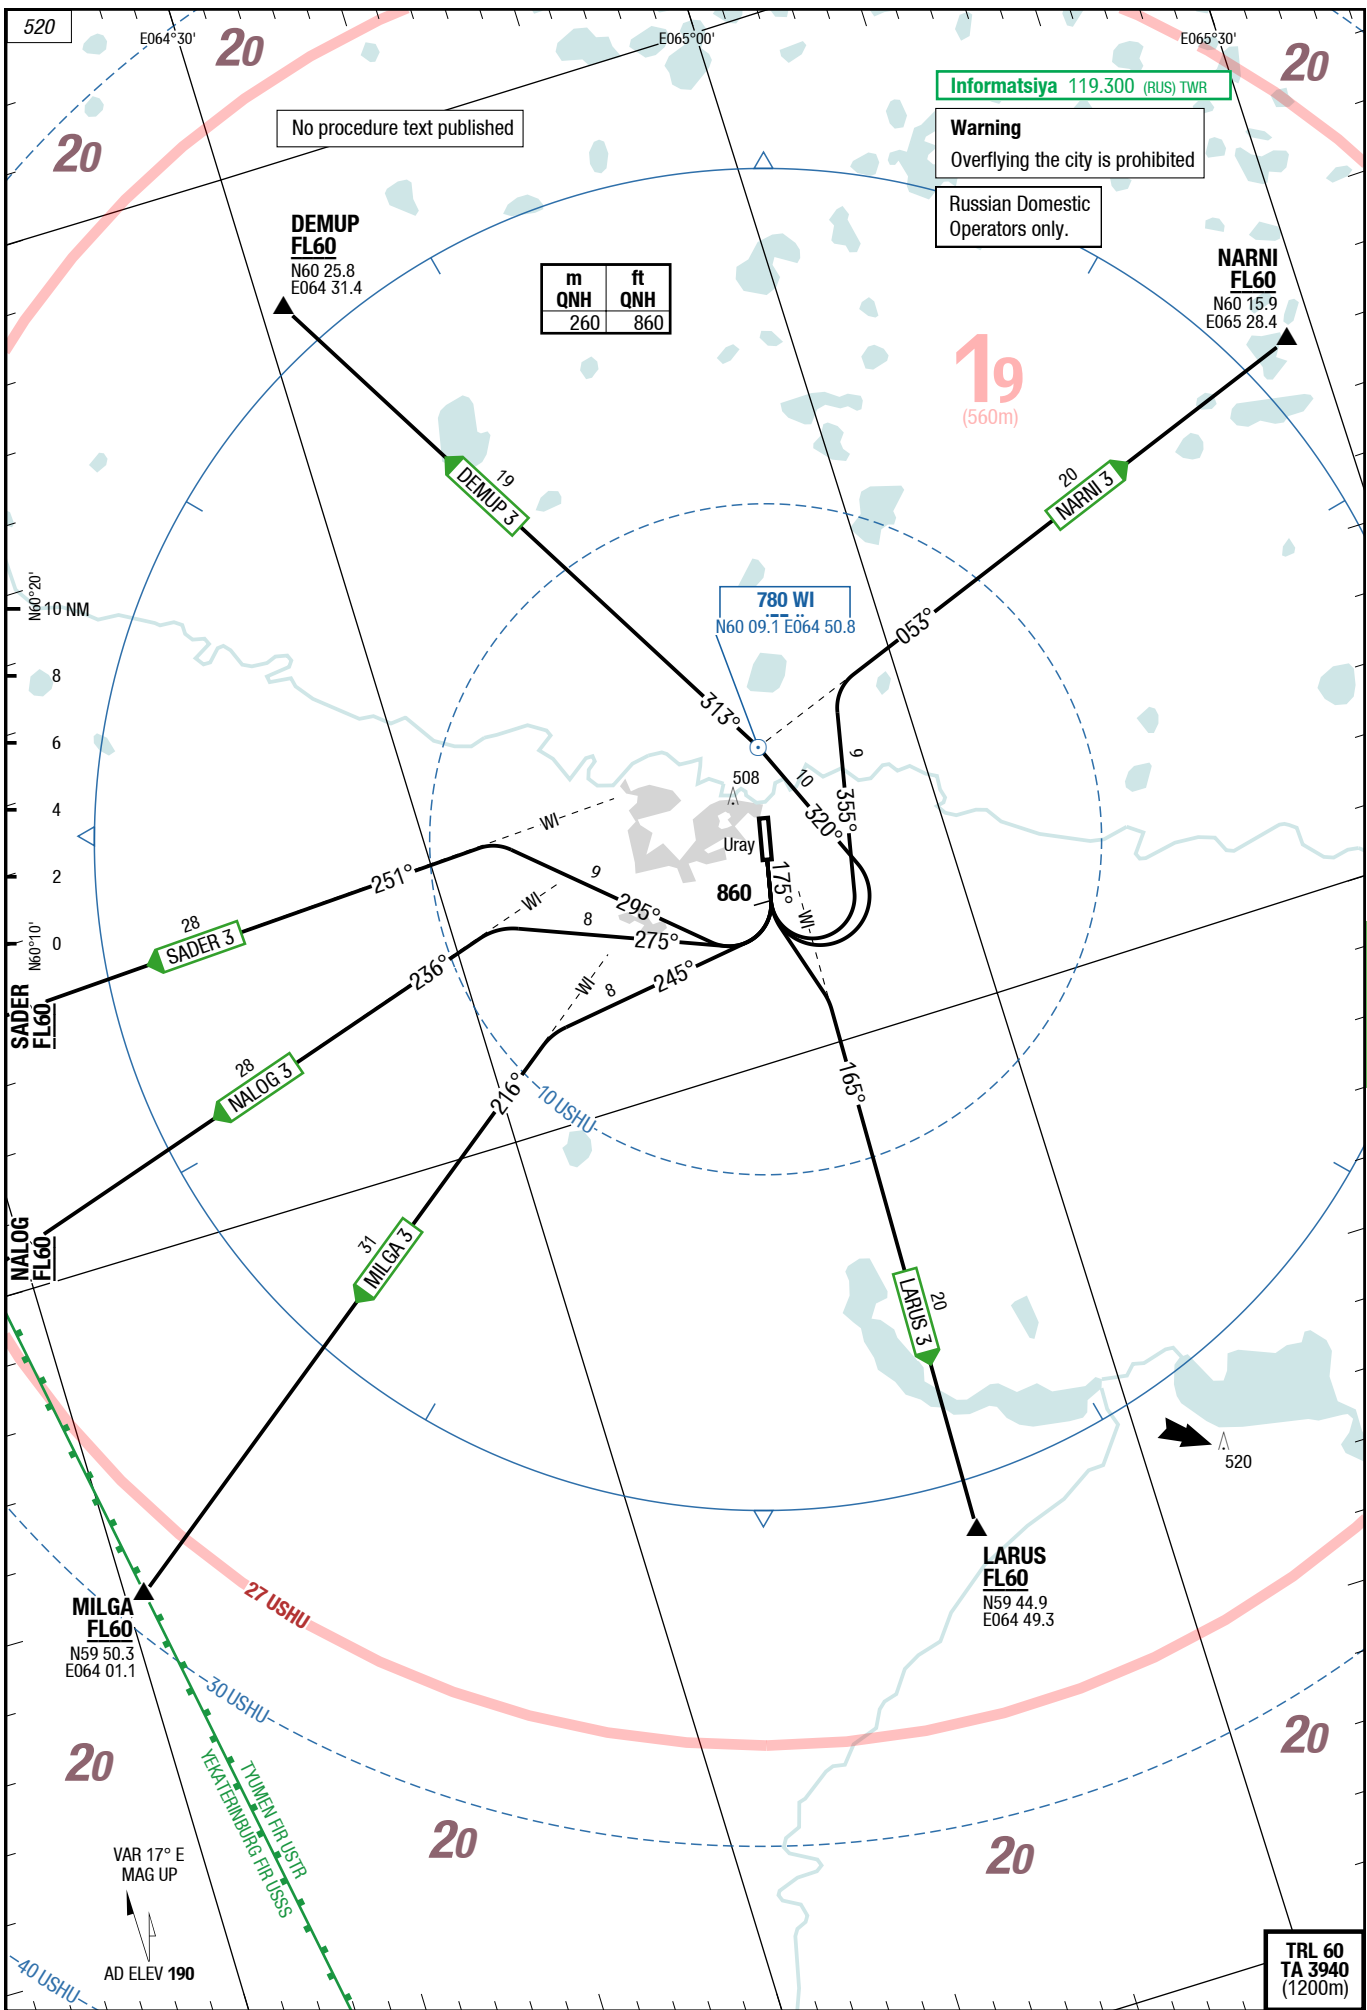 520
E064°30'
E065°00'
E065°30'
20
20
20
Informatsiya 119.300 (RUS) TWR
No procedure text published
Warning
Overflying the city is prohibited
Russian Domestic
Operators only.
DEMUP
FL60
N60 25.8
E064 31.4
m ft
QNH QNH
260 860
NARNI
FL60
N60 15.9
E065 28.4
19
(560m)
19
DEMUP 3
20
NARNI 3
N60°20'
10 NM
8
6
4
2
0
N60°10'
780 WI
N60 09.1 E064 50.8
053°
313°
508
10
320°
9
355°
Uray
175°
860
WI
WI
251°
9
295°
28
SADER 3
WI
8
275°
236°
WI
8
245°
SADER
FL60
28
NALOG 3
216°
10 USHU
165°
NALOG
FL60
31
MILGA 3
20
LARUS 3
520
LARUS
FL60
N59 44.9
E064 49.3
MILGA
FL60
N59 50.3
E064 01.1
27 USHU
30 USHU
20
20
20
20
TYUMEN FIR USTR
YEKATERINBURG FIR USSS
VAR 17° E
MAG UP
AD ELEV 190
40 USHU
TRL 60
TA 3940
(1200m)